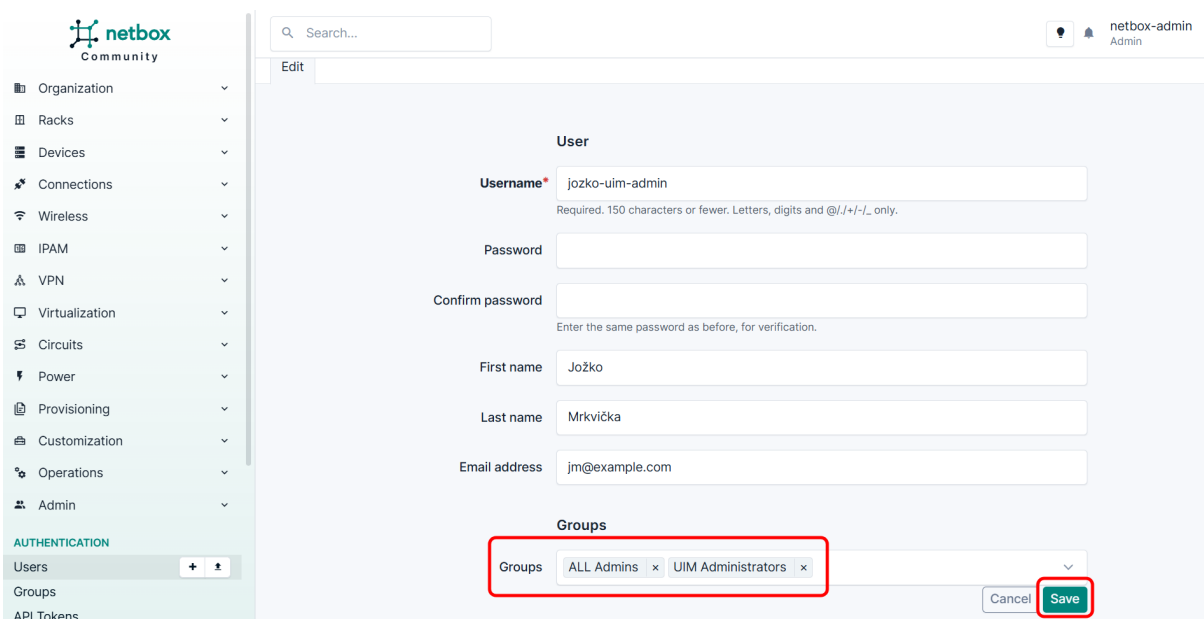 netbox
Community
Search...
netbox-admin
Admin
Edit
Organization
Racks
Devices
Connections
Wireless
IPAM
VPN
Virtualization
Circuits
Power
Provisioning
Customization
Operations
Admin
AUTHENTICATION
Users
Groups
API Tokens
User
Username* jozko-uim-admin
Required. 150 characters or fewer. Letters, digits and @/./+/-/_ only.
Password
Confirm password
Enter the same password as before, for verification.
First name Jožko
Last name Mrkvička
Email address jm@example.com
Groups
Groups ALL Admins × UIM Administrators ×
Cancel Save